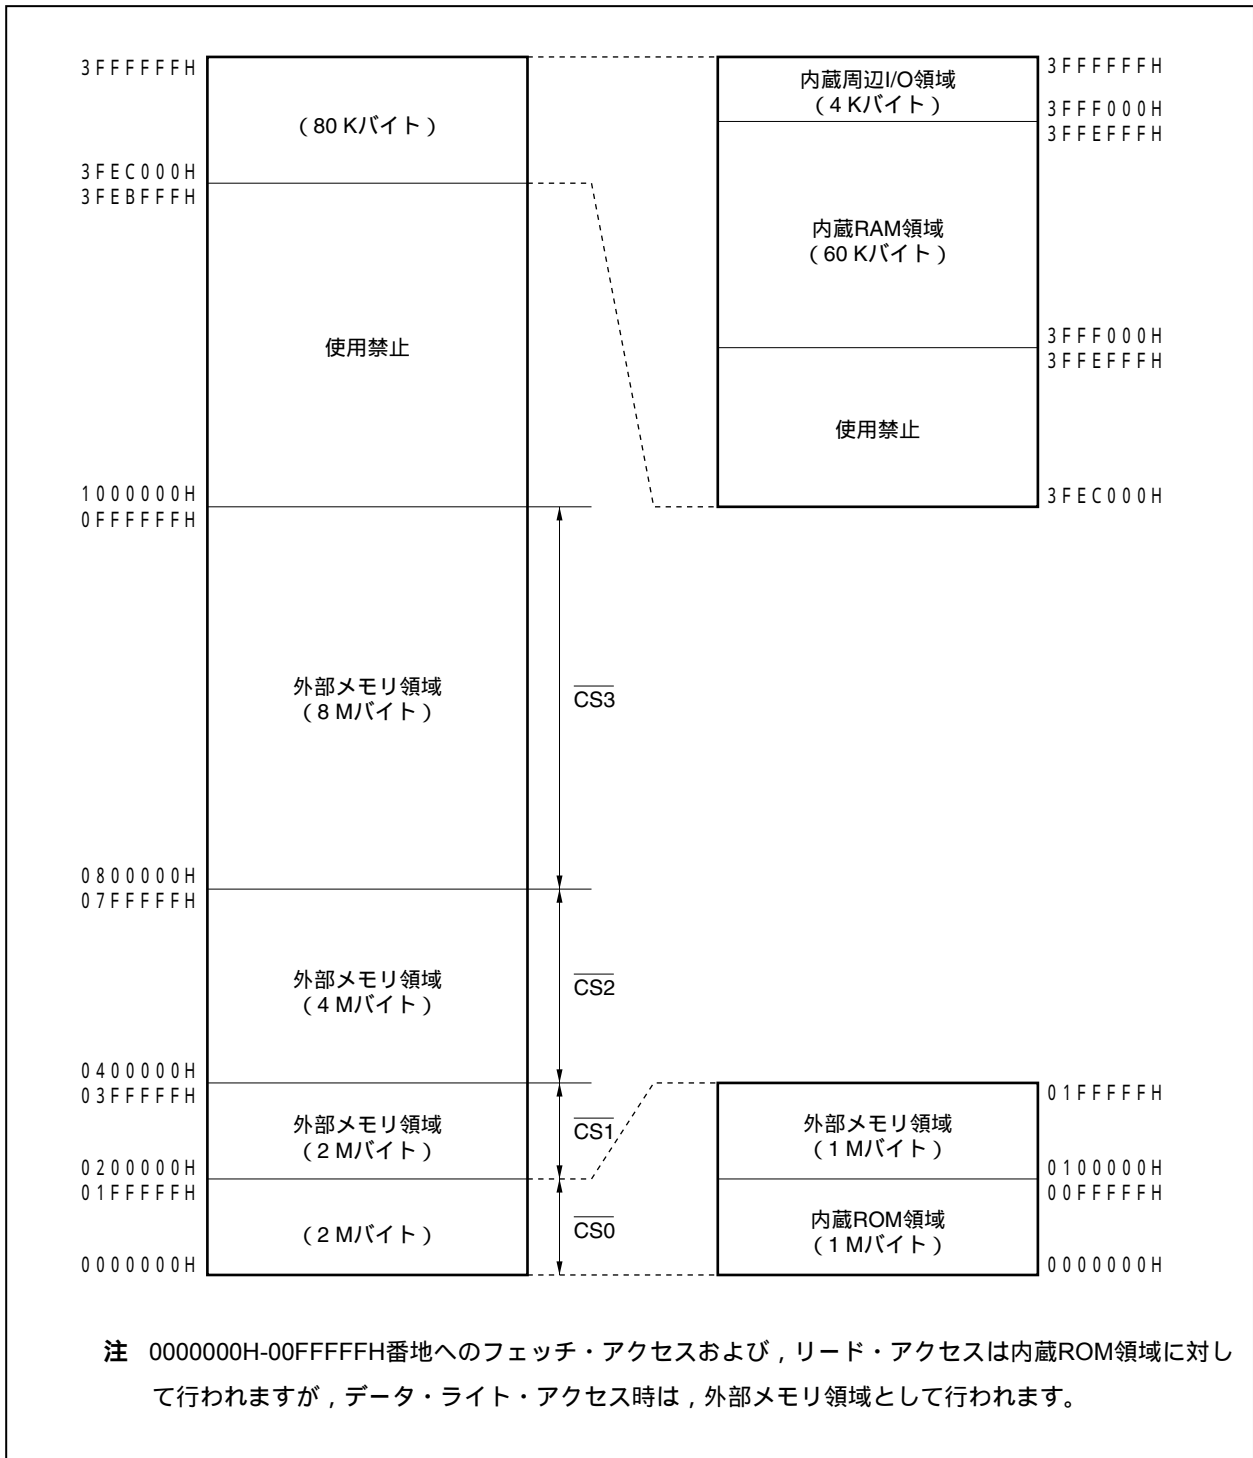 3FFFFFFH
（80 Kバイト）
3FEC000H
3FEBFFFH
使用禁止
1000000H
0FFFFFFH
外部メモリ領域
（8 Mバイト）
CS3
0800000H
07FFFFFH
外部メモリ領域
（4 Mバイト）
CS2
0400000H
03FFFFFH
外部メモリ領域
（2 Mバイト）
CS1
0200000H
01FFFFFH
（2 Mバイト）
CS0
0000000H
内蔵周辺I/O領域
（4 Kバイト）
3FFFFFFH
3FFF000H
3FFEFFFH
内蔵RAM領域
（60 Kバイト）
3FFF000H
3FFEFFFH
使用禁止
3FEC000H
01FFFFFH
外部メモリ領域
（1 Mバイト）
0100000H
00FFFFFH
内蔵ROM領域
（1 Mバイト）
0000000H
注 0000000H-00FFFFFH番地へのフェッチ・アクセスおよび，リード・アクセスは内蔵ROM領域に対し
て行われますが，データ・ライト・アクセス時は，外部メモリ領域として行われます。